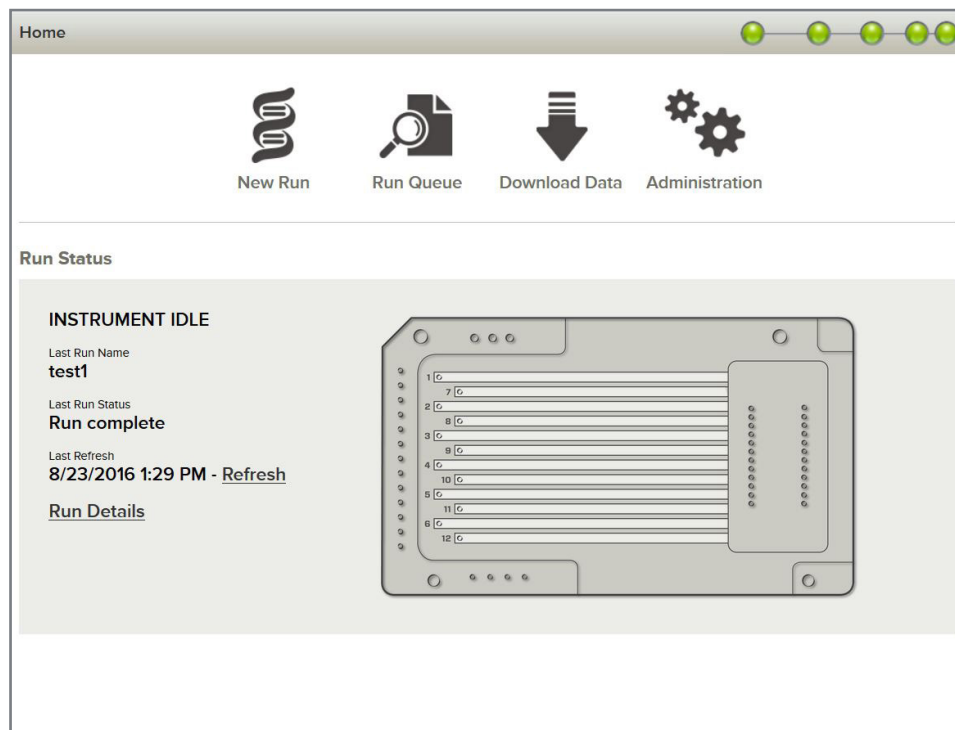 Home
New Run
Run Queue
Download Data
Administration
Run Status
INSTRUMENT IDLE
Last Run Name
test1
Last Run Status
Run complete
Last Refresh
8/23/2016 1:29 PM - Refresh
Run Details
1
7
2
8
3
9
4
10
5
11
6
12